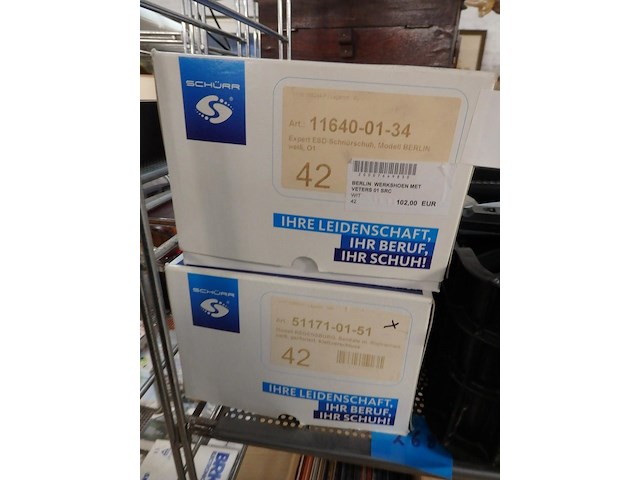 SCHÜRR
Art.: 11640-01-34
Expert ESD Schnürschuh, Modell BERLIN
weiß, O1
42
BERLIN WERKSHOEN MET
VETERS 01 SRC
WIT
42
102,00 EUR
IHRE LEIDENSCHAFT,
IHR BERUF,
IHR SCHUH!
SCHÜRR
Art.: 51171-01-51
42
IHRE LEIDENSCHAFT,
IHR BERUF,
IHR SCHUH!